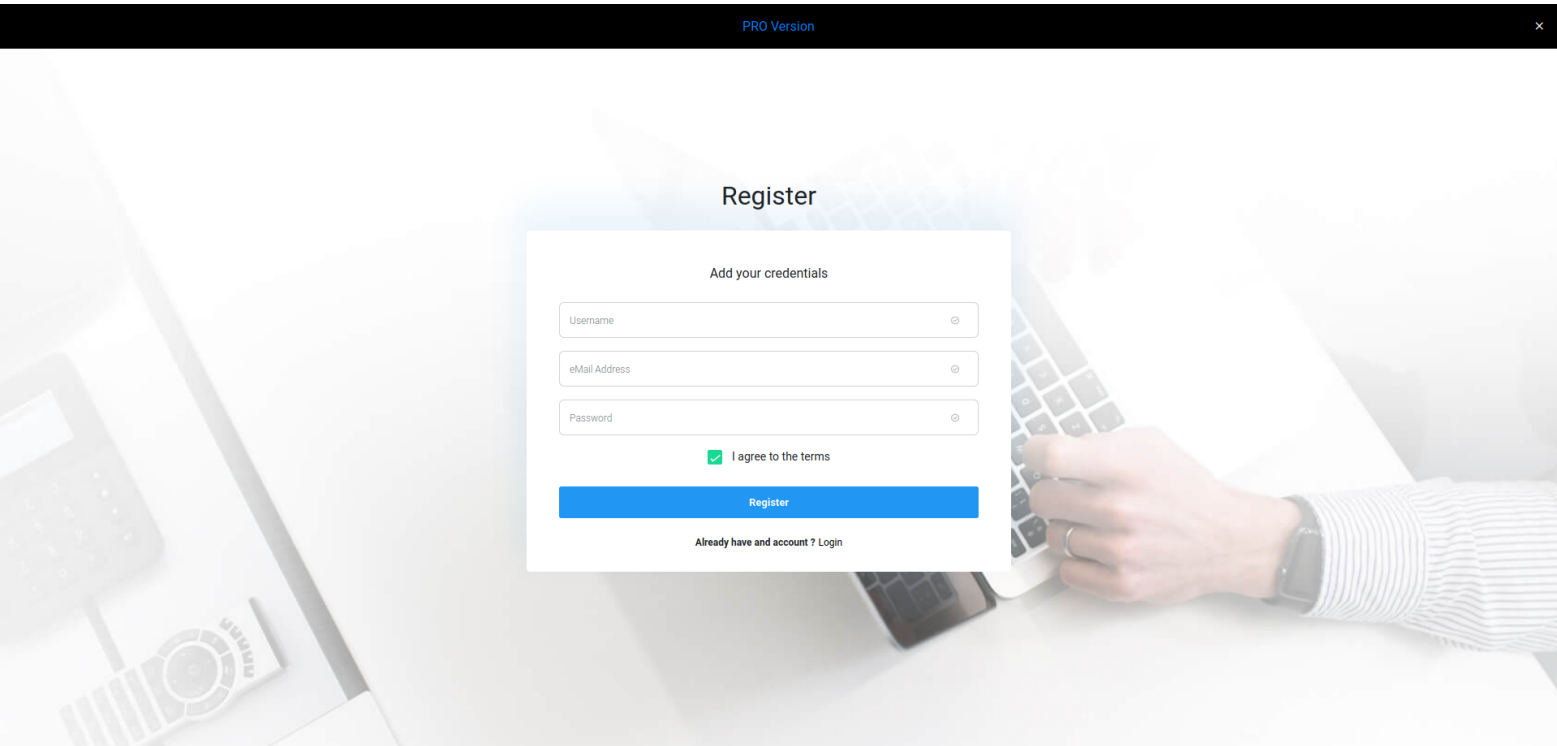 PRO Version ×
Register
Add your credentials
Username
eMail Address
Password
I agree to the terms
Register
Already have and account ? Login